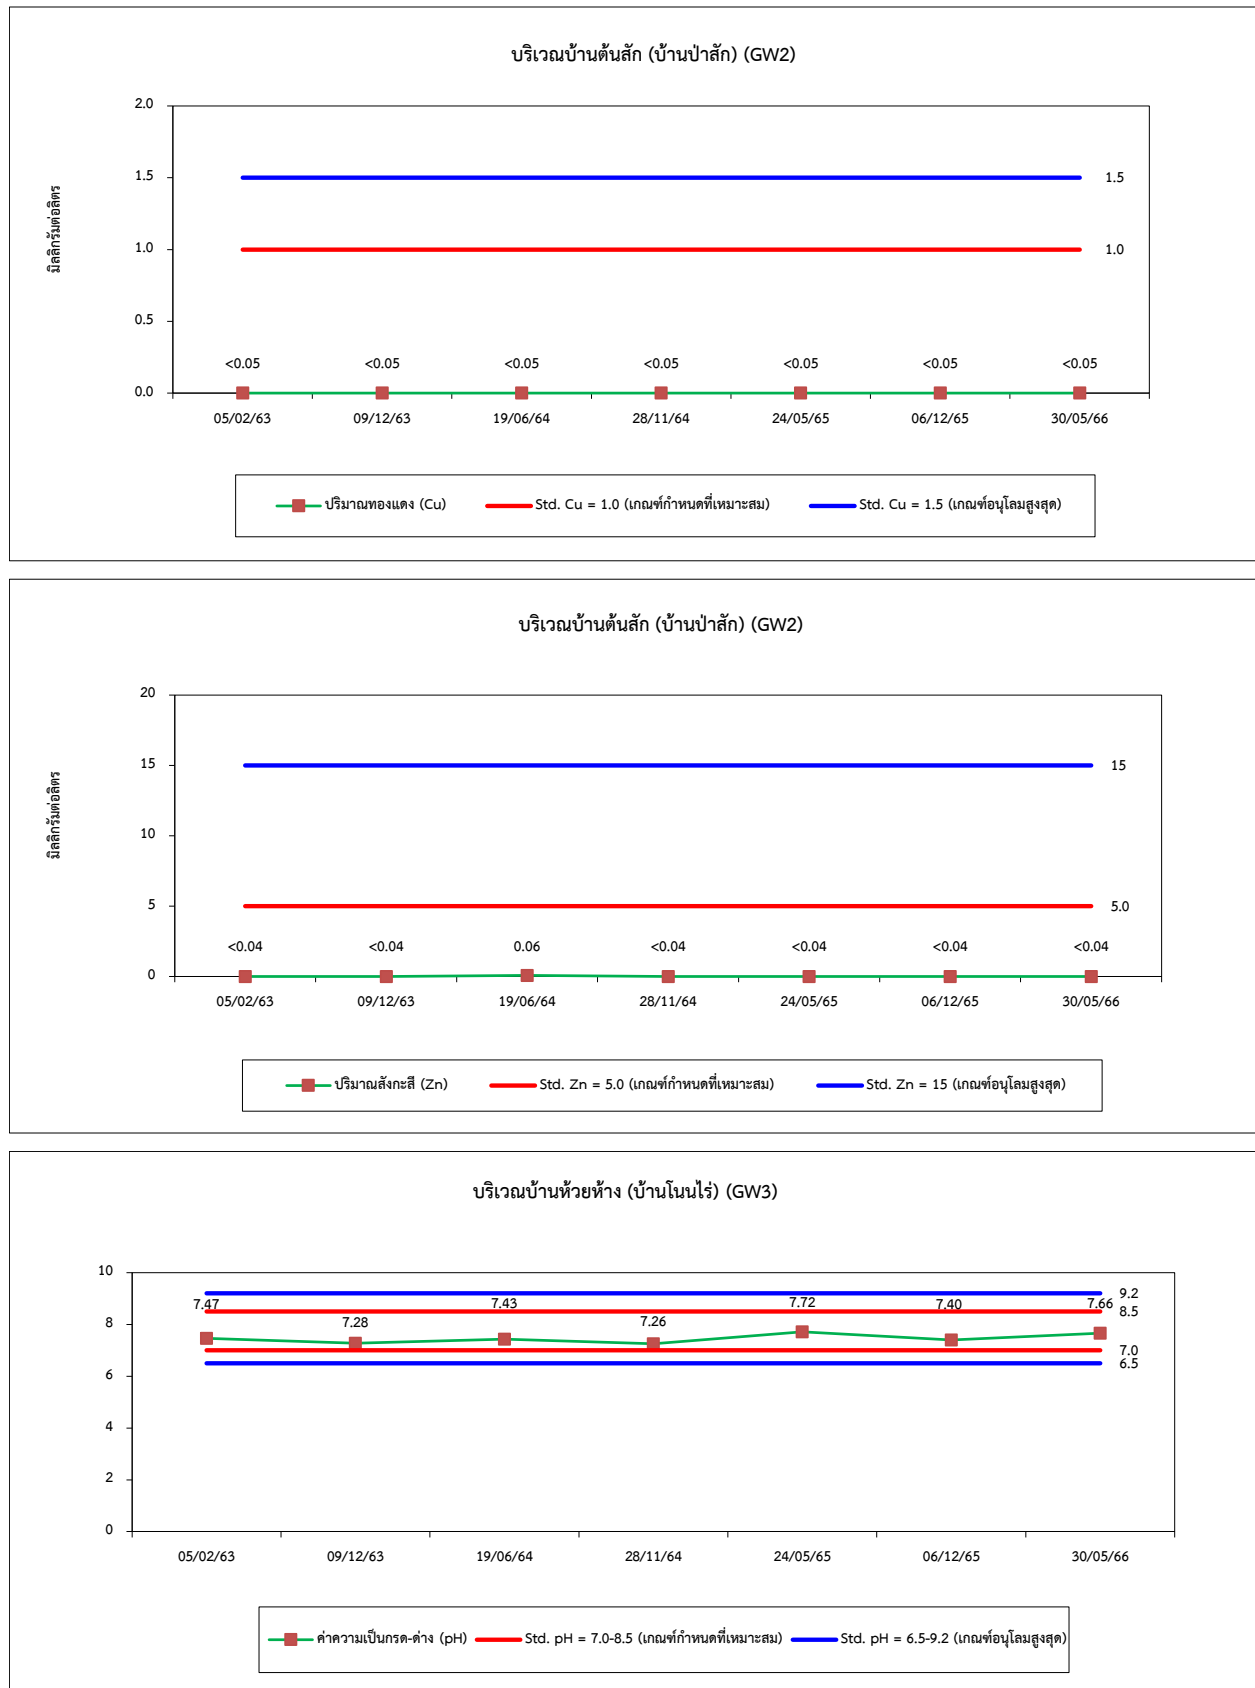 บริเวณบ้านต้นสัก (บ้านป่าสัก) (GW2)
มิลลิกรัมต่อลิตร
2.0
1.5
1.0
0.5
0.0
1.5
1.0
<0.05 <0.05 <0.05 <0.05 <0.05 <0.05 <0.05
05/02/63 09/12/63 19/06/64 28/11/64 24/05/65 06/12/65 30/05/66
ปริมาณทองแดง (Cu) Std. Cu = 1.0 (เกณฑ์กำหนดที่เหมาะสม) Std. Cu = 1.5 (เกณฑ์อนุโลมสูงสุด)
บริเวณบ้านต้นสัก (บ้านป่าสัก) (GW2)
มิลลิกรัมต่อลิตร
20
15
10
5
0
15
5.0
<0.04 <0.04 0.06 <0.04 <0.04 <0.04 <0.04
05/02/63 09/12/63 19/06/64 28/11/64 24/05/65 06/12/65 30/05/66
ปริมาณสังกะสี (Zn) Std. Zn = 5.0 (เกณฑ์กำหนดที่เหมาะสม) Std. Zn = 15 (เกณฑ์อนุโลมสูงสุด)
บริเวณบ้านห้วยห้าง (บ้านโนนไร่) (GW3)
10
8
6
4
2
0
9.2
8.5
7.0
6.5
7.47 7.28 7.43 7.26 7.72 7.40 7.66
05/02/63 09/12/63 19/06/64 28/11/64 24/05/65 06/12/65 30/05/66
ค่าความเป็นกรด-ด่าง (pH) Std. pH = 7.0-8.5 (เกณฑ์กำหนดที่เหมาะสม) Std. pH = 6.5-9.2 (เกณฑ์อนุโลมสูงสุด)